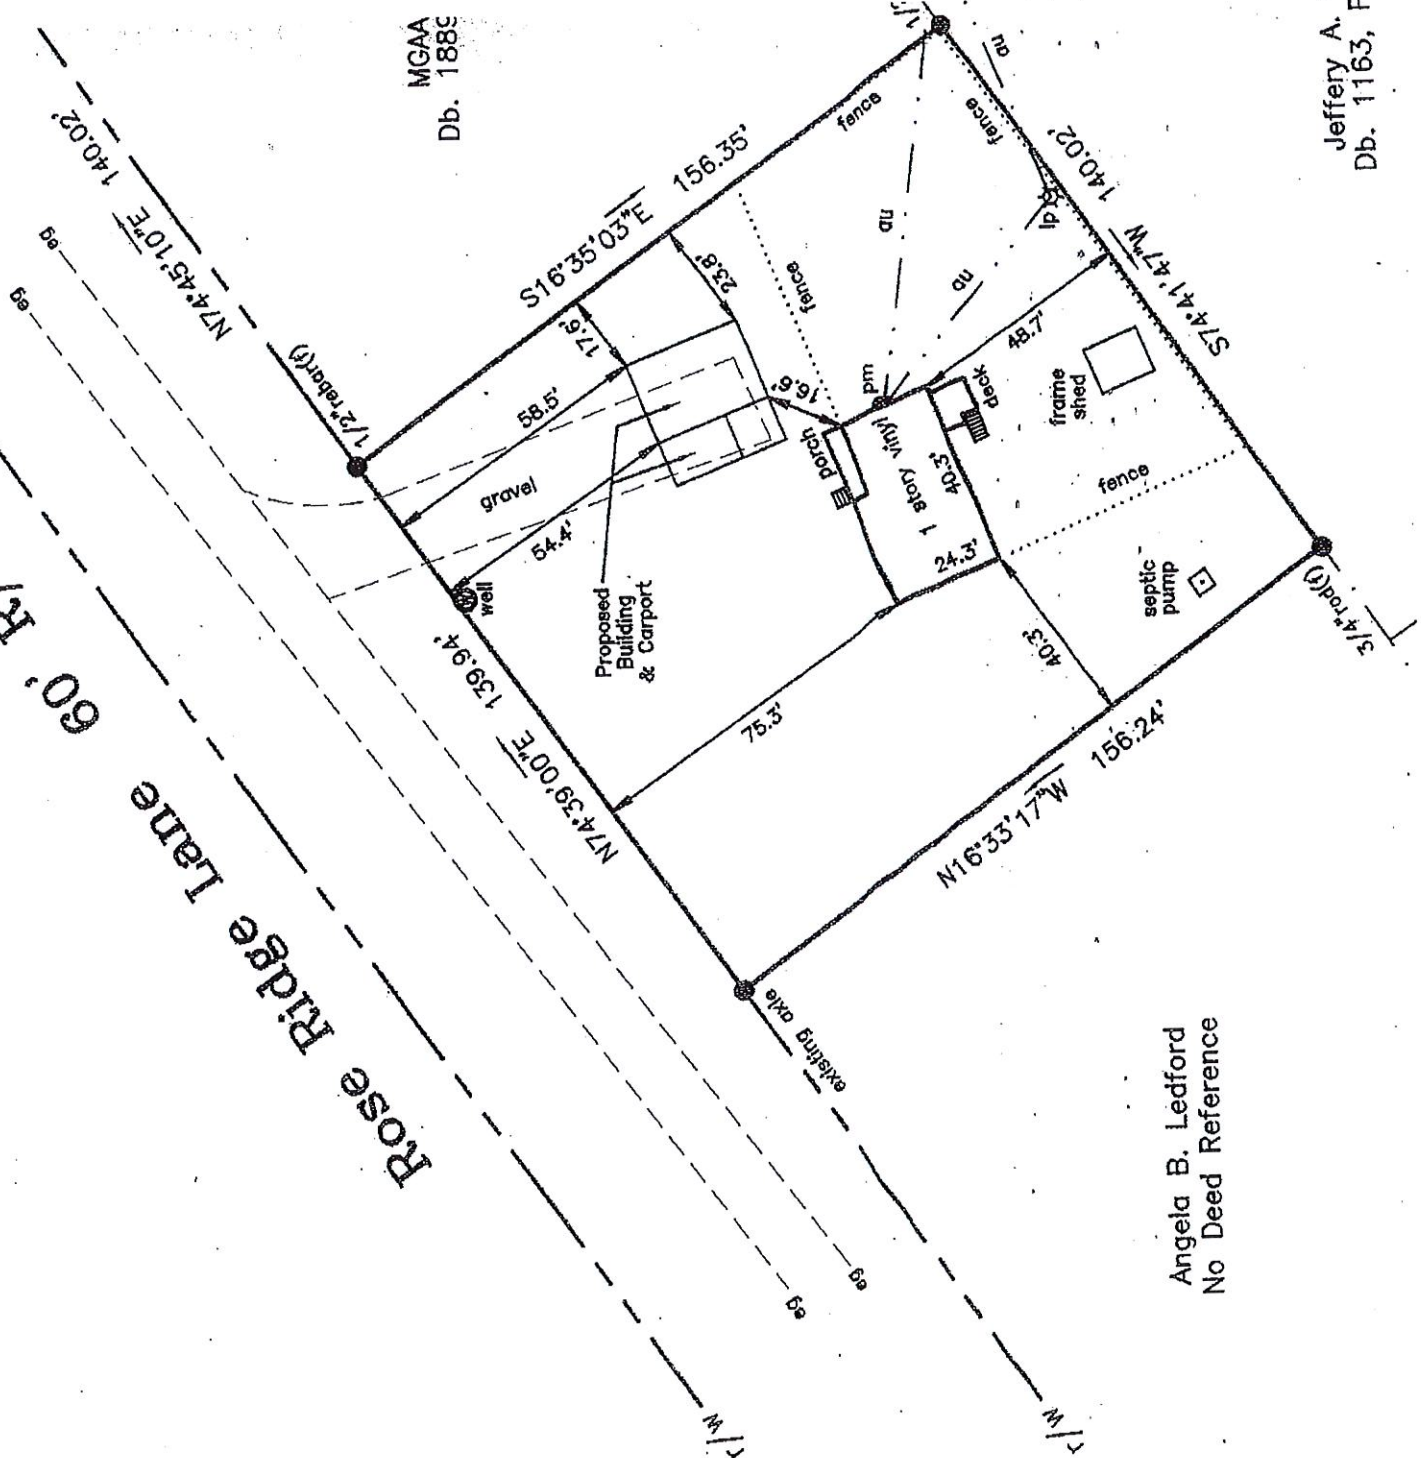 Rose Ridge Lane 60' R/
N74°45'10"E 140.02'
MGAA
Db. 1889
eg
eg
1/2" rebar(f)
S16°35'03"E 156.35'
fence
17.6'
23.8'
58.5'
gravel
54.4'
well
Proposed
Building
& Carport
fence
16.6'
porch
pm
au
au
au
fence
lp
140.02'
S74°41'47"W
48.7'
deck
frame
shed
1 story vinyl
40.3'
24.3'
fence
septic
pump
40.3'
75.3'
N74°39'00"E 139.94'
N16°33'17"W 156.24'
3/4" rod(f)
existing axle
eg
eg
/W
/W
Jeffery A.
Db. 1163, P
Angela B. Ledford
No Deed Reference